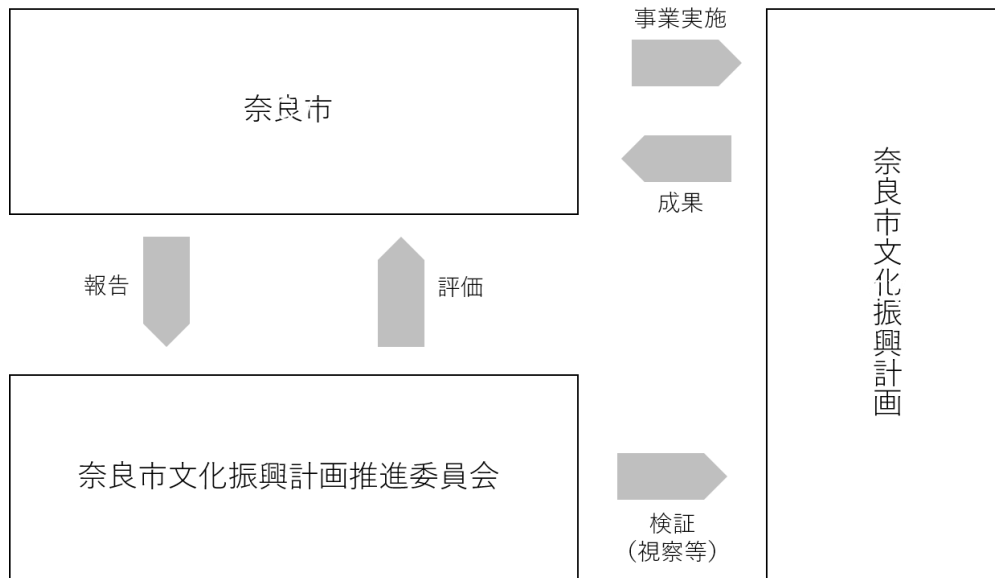 事業実施
奈良市
成果
報告
評価
奈良市文化振興計画
奈良市文化振興計画推進委員会
検証
（視察等）